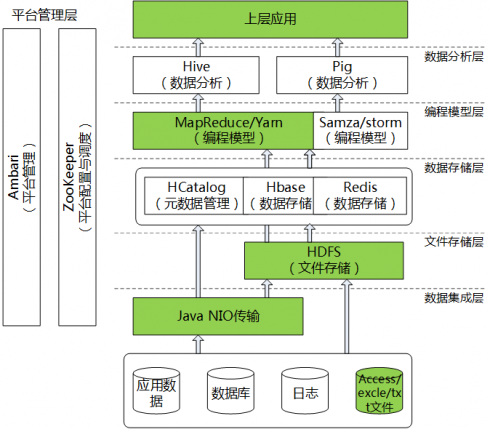 平台管理层
上层应用
数据分析层
Hive
（数据分析）
Pig
（数据分析）
编程模型层
MapReduce/Yarn
（编程模型）
Samza/storm
（编程模型）
数据存储层
HCatalog
（元数据管理）
Hbase
（数据存储
Redis
（数据存储）
文件存储层
HDFS
（文件存储）
数据集成层
Java NIO传输
应用数
据
数据库
日志
Access/
excle/tx
t文件
Ambari
（平台管理）
ZooKeeper
（平台配置与调度）